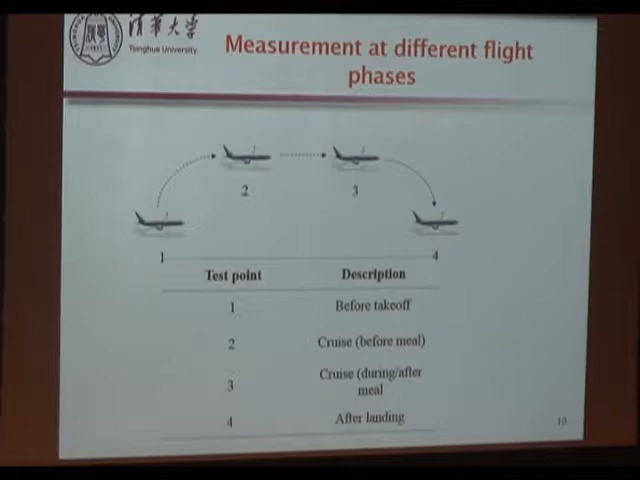 清华大学
Tsinghua University
Measurement at different flight
phases
2
3
1
4
Test point
Description
1
Before takeoff
2
Cruise (before meal)
3
Cruise (during/after
meal
4
After landing
10